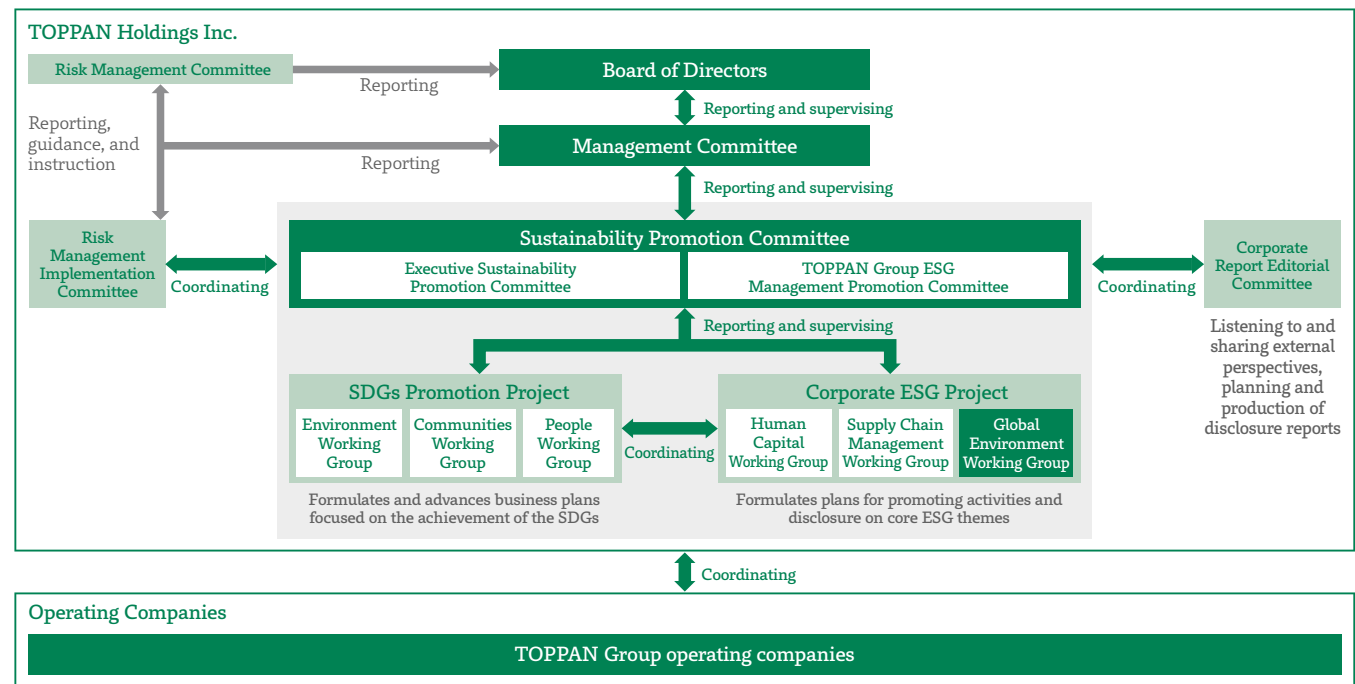 TOPPAN Holdings Inc.
Risk Management Committee
Reporting
Board of Directors
Reporting and supervising
Reporting,
guidance, and
instruction
Reporting
Management Committee
Reporting and supervising
Risk
Management
Implementation
Committee
Coordinating
Sustainability Promotion Committee
Executive Sustainability
Promotion Committee
TOPPAN Group ESG
Management Promotion Committee
Coordinating
Corporate
Report Editorial
Committee
Listening to and
sharing external
perspectives,
planning and
production of
disclosure reports
Reporting and supervising
SDGs Promotion Project
Environment
Working
Group
Communities
Working
Group
People
Working
Group
Formulates and advances business plans
focused on the achievement of the SDGs
Coordinating
Corporate ESG Project
Human
Capital
Working Group
Supply Chain
Management
Working Group
Global
Environment
Working Group
Formulates plans for promoting activities and
disclosure on core ESG themes
Coordinating
Operating Companies
TOPPAN Group operating companies